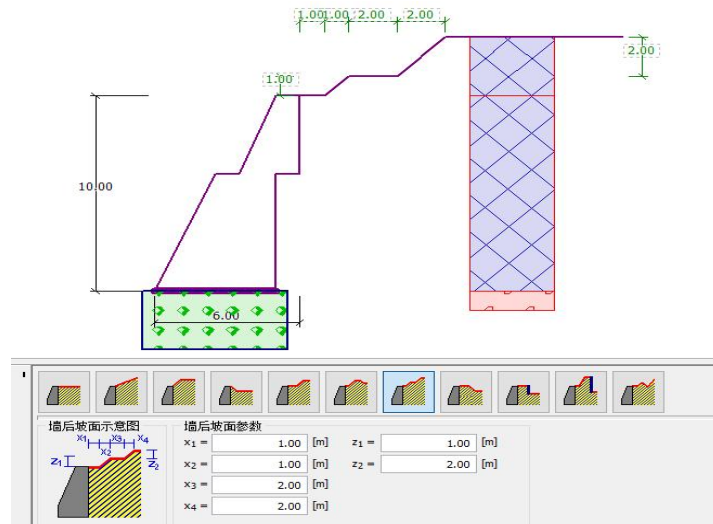 1.00 1.00 2.00 2.00
2.00
1.00
10.00
6.00
墙后坡面示意图
x1 x3 x4
x2
z1 z2
墙后坡面参数
x1 = 1.00 [m] z1 = 1.00 [m]
x2 = 1.00 [m] z2 = 2.00 [m]
x3 = 2.00 [m]
x4 = 2.00 [m]